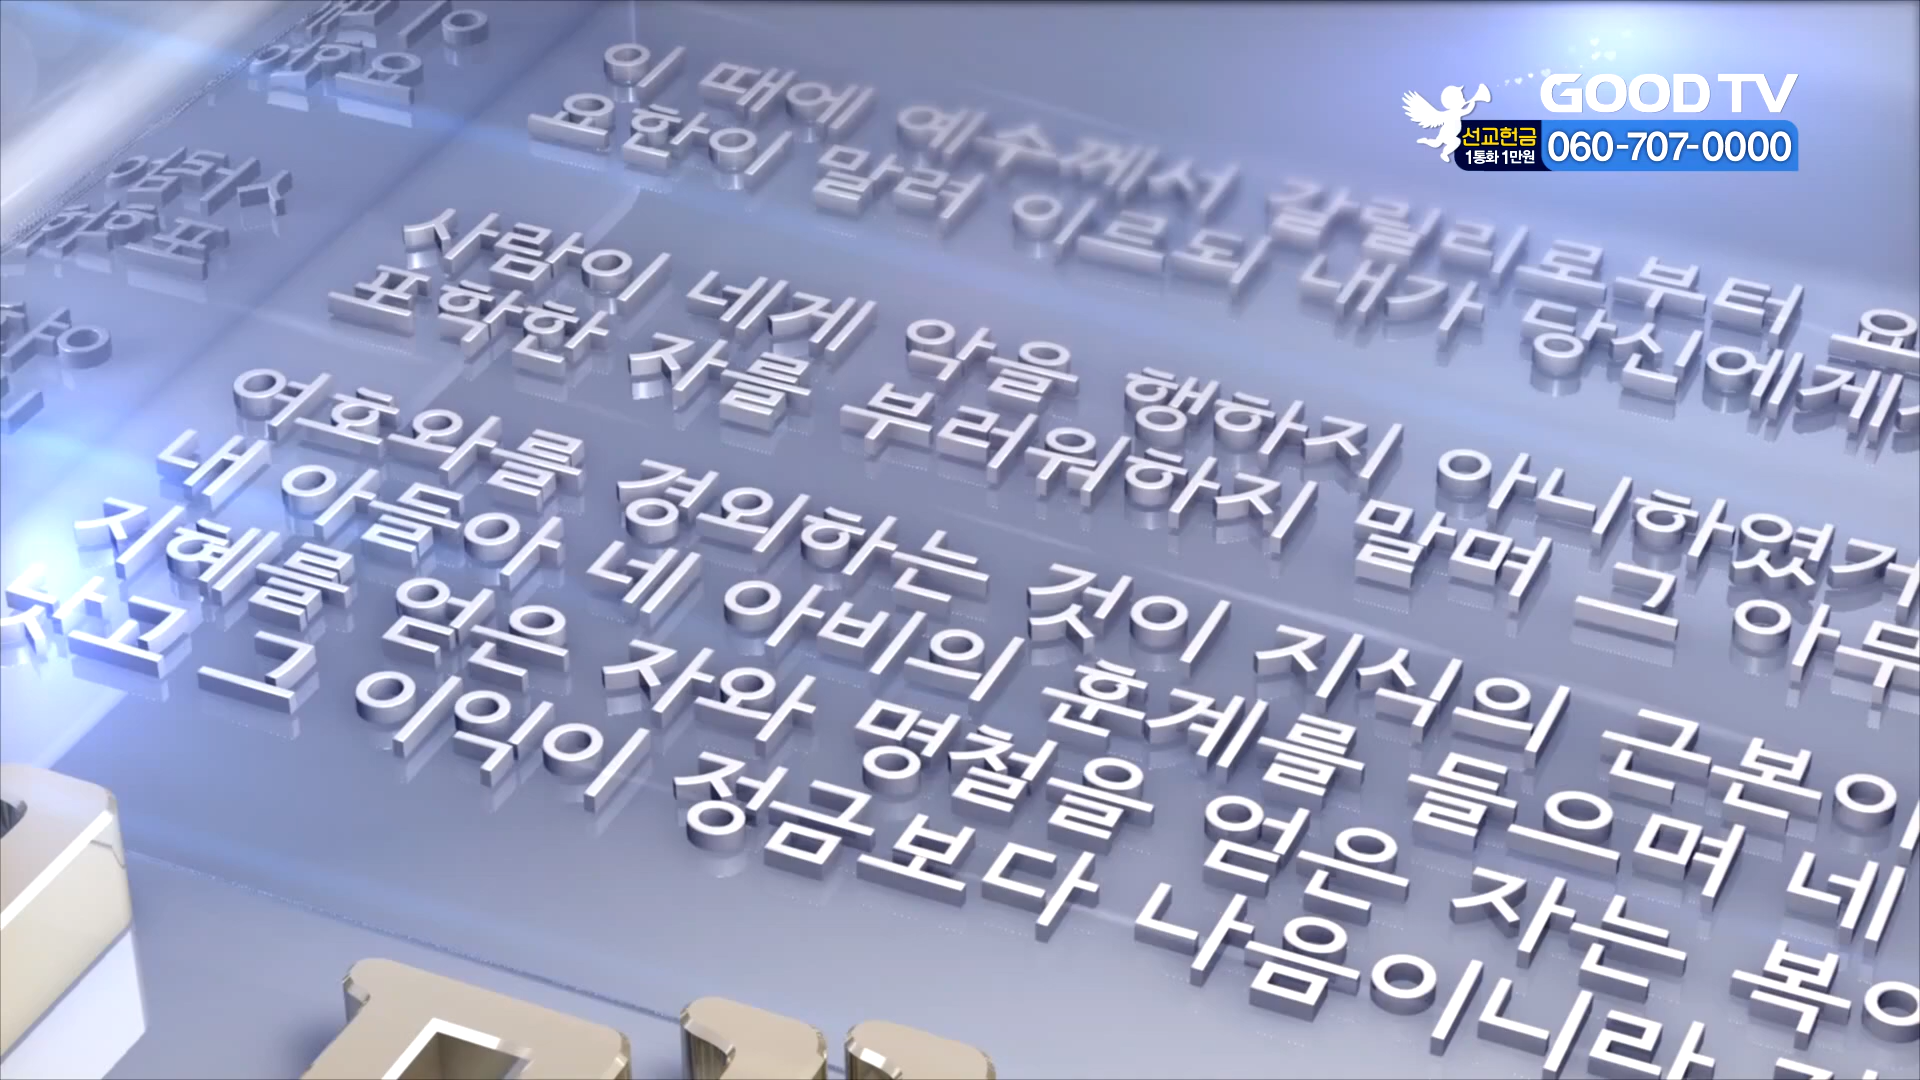 GOOD TV
선교헌금
1통화 1만원
060-707-0000
이 때에 예수께서 갈릴리로부터 요
요한이 말려 이르되 내가 당신에게
사람이 네게 악을 행하지 아니하였거
포학한 자를 부러워하지 말며 그 아무
여호와를 경외하는 것이 지식의 근본이
내 아들아 네 아비의 훈계를 들으며 네
지혜를 얻은 자와 명철을 얻은 자는 복이
낫고 그 이익이 정금보다 나음이니라